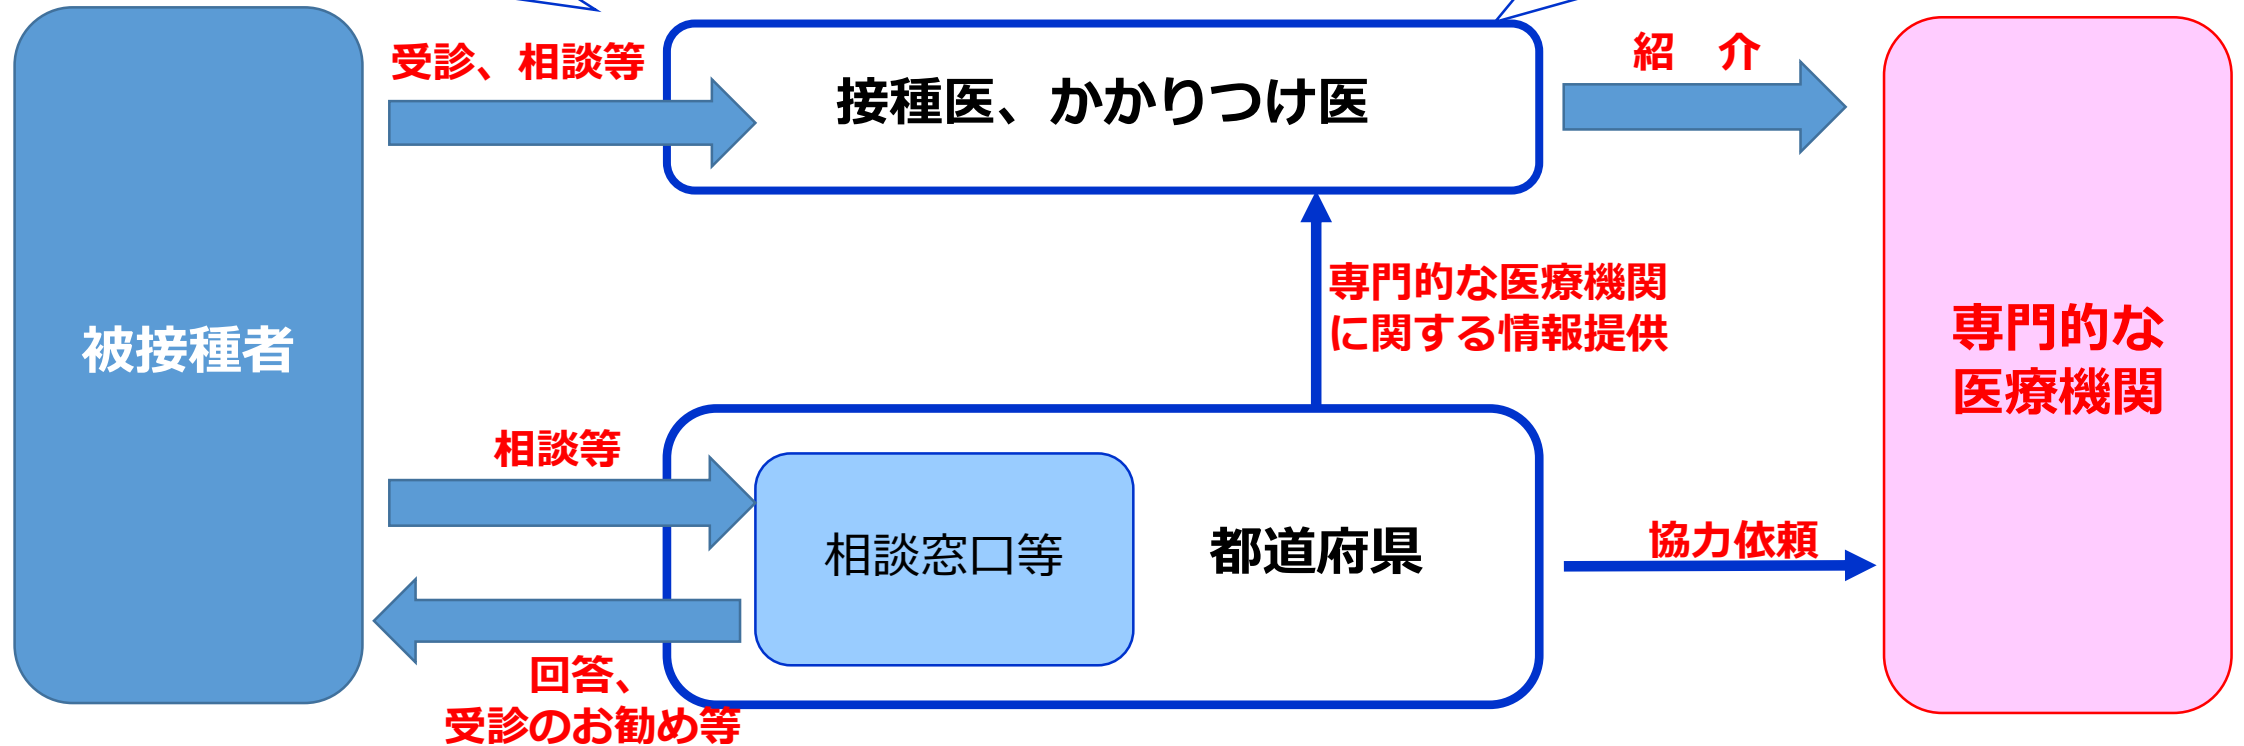 受診、相談等
接種医、かかりつけ医
紹　介
専門的な医療機関
に関する情報提供
被接種者
専門的な
医療機関
相談等
相談窓口等
都道府県
協力依頼
回答、
受診のお勧め等